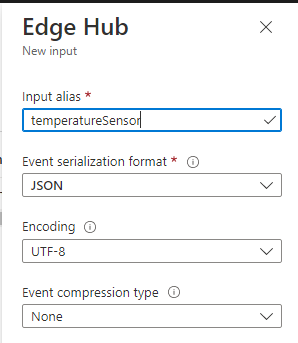 Edge Hub
New input
Input alias *
temperatureSensor
Event serialization format *
JSON
Encoding
UTF-8
Event compression type
None